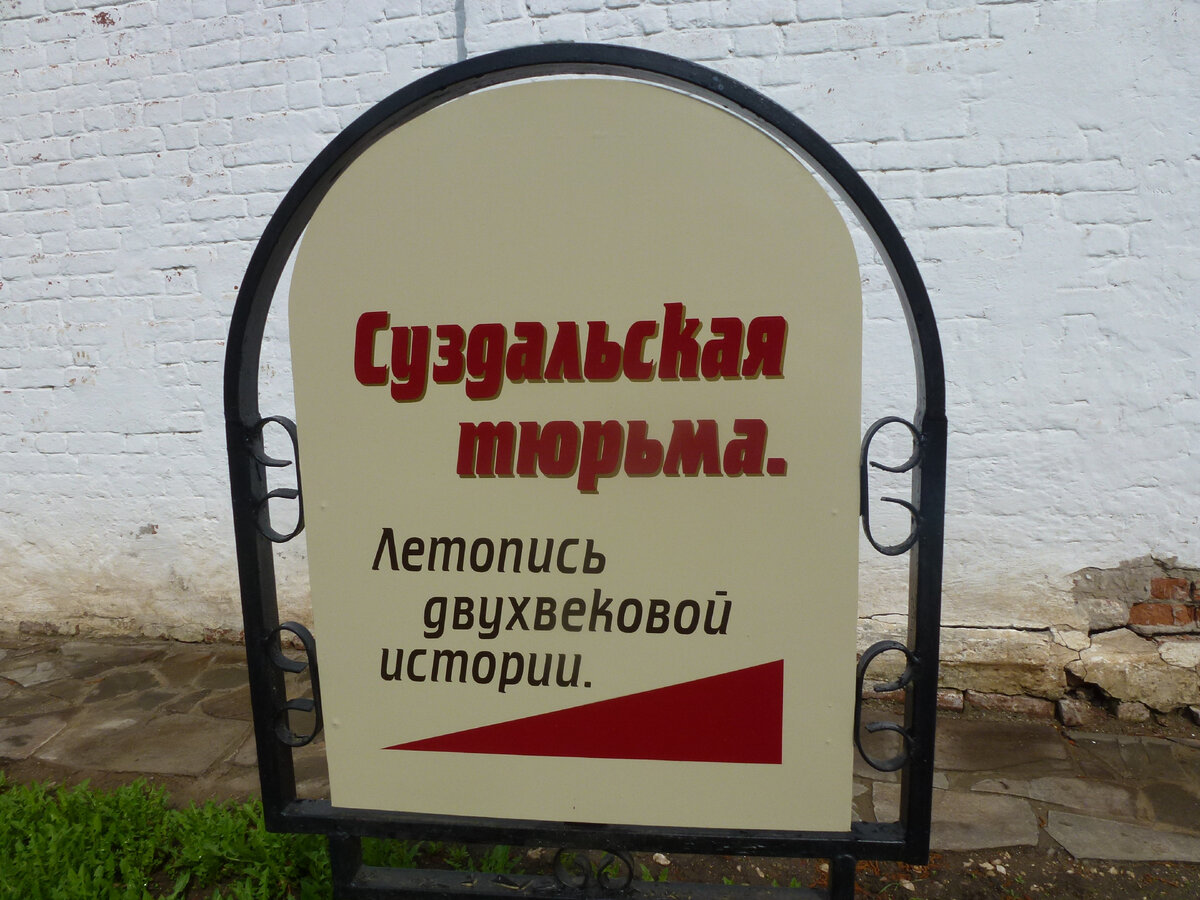 Суздальская
тюрьма.
Летопись
двухвековой
истории.